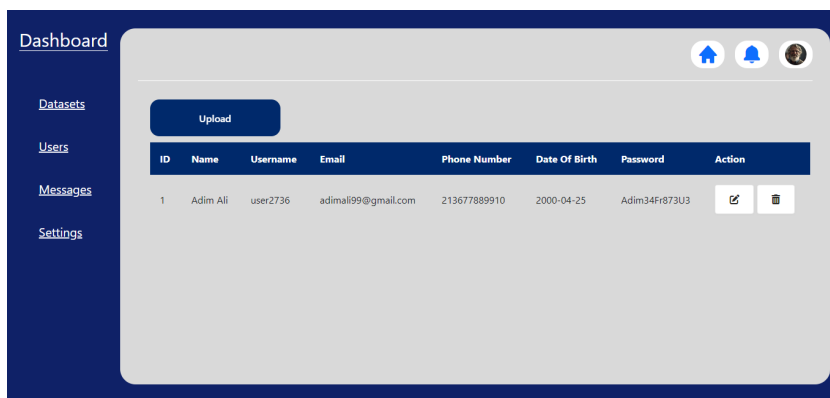 Dashboard
Datasets
Users
Messages
Settings
Upload
ID Name Username Email Phone Number Date Of Birth Password Action
1 Adim Ali user2736 adimali99@gmail.com 213677889910 2000-04-25 Adim34Fr873U3